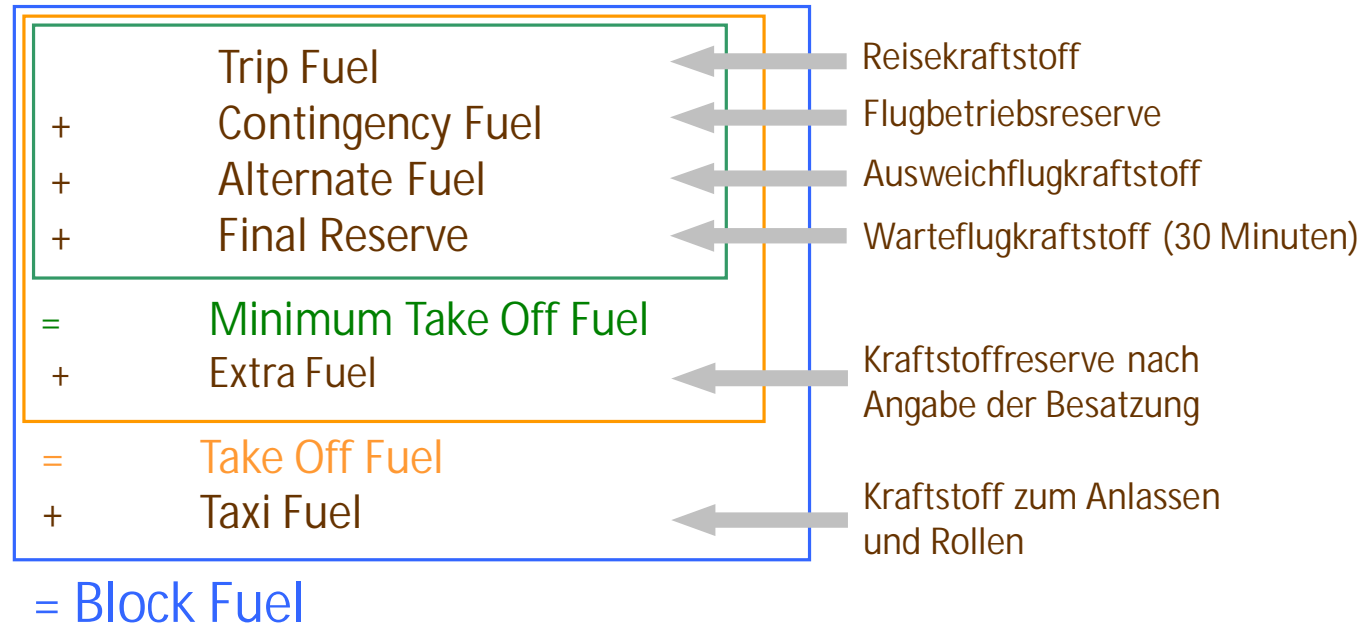 Trip Fuel
Reisekraftstoff
+ Contingency Fuel
Flugbetriebsreserve
+ Alternate Fuel
Ausweichflugkraftstoff
+ Final Reserve
Warteflugkraftstoff (30 Minuten)
= Minimum Take Off Fuel
+ Extra Fuel
Kraftstoffreserve nach
Angabe der Besatzung
= Take Off Fuel
+ Taxi Fuel
Kraftstoff zum Anlassen
und Rollen
= Block Fuel